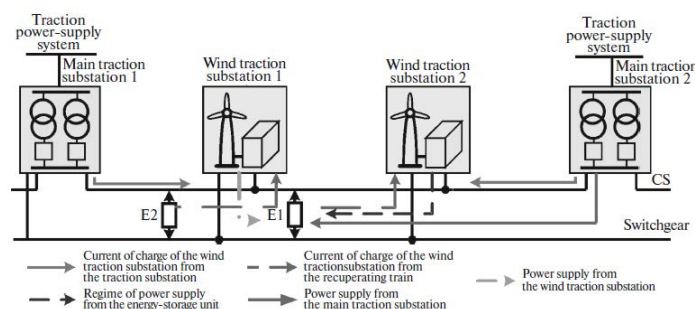 Traction
power-supply
system
Main traction
substation 1
Wind traction
substation 1
Wind traction
substation 2
Traction
power-supply
system
Main traction
substation 2
CS
E2
E1
Switchgear
Current of charge of the wind
traction substation from
the traction substation
Current of charge of the wind
tractionsubstation from
the recuperating train
Power supply from
the wind traction substation
Regime of power supply
from the energy-storage unit
Power supply from
the main traction substation